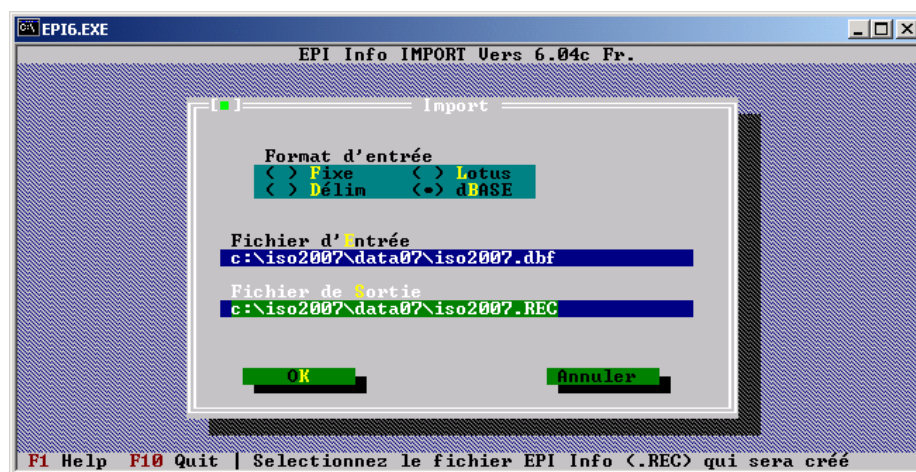 EPI6.EXE
EPI Info IMPORT Vers 6.04c Fr.
Import
Format d'entrée
( ) Fixe ( ) Lotus
( ) Délim (•) dBASE
Fichier d'Entrée
c:\iso2007\data07\iso2007.dbf
Fichier de Sortie
c:\iso2007\data07\iso2007.REC
OK Annuler
F1 Help F10 Quit | Selectionnez le fichier EPI Info (.REC) qui sera créé